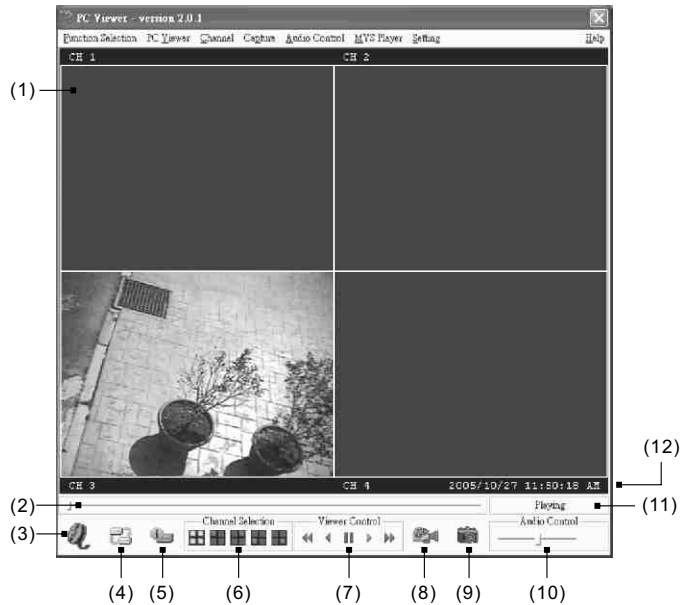 PC Viewer - version 2.0.1
Function Selection PC Viewer Channel Capture Audio Control MYS Player Setting Help
CH 1 CH 2
(1)
CH 3 CH 4 2005/10/27 11:50:18 AM
(12)
(2)
Playing
(11)
(3)
Channel Selection Viewer Control Audio Control
(4) (5) (6) (7) (8) (9) (10)